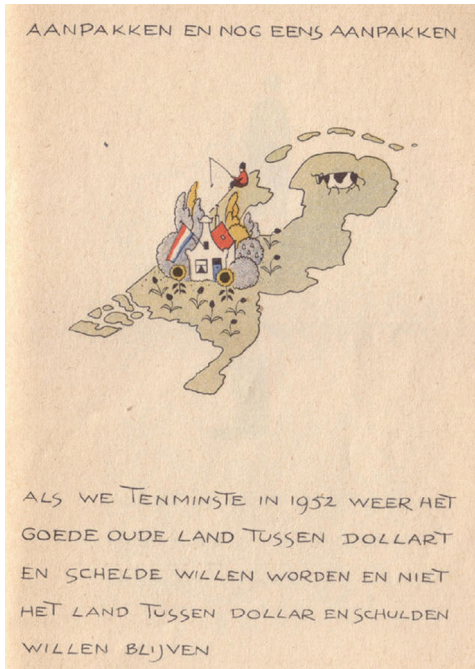 AANPAKKEN EN NOG EENS AANPAKKEN
ALS WE TENMINSTE IN 1952 WEER HET
GOEDE OUDE LAND TUSSEN DOLLART
EN SCHELDE WILLEN WORDEN EN NIET
HET LAND TUSSEN DOLLAR EN SCHULDEN
WILLEN BLIJVEN